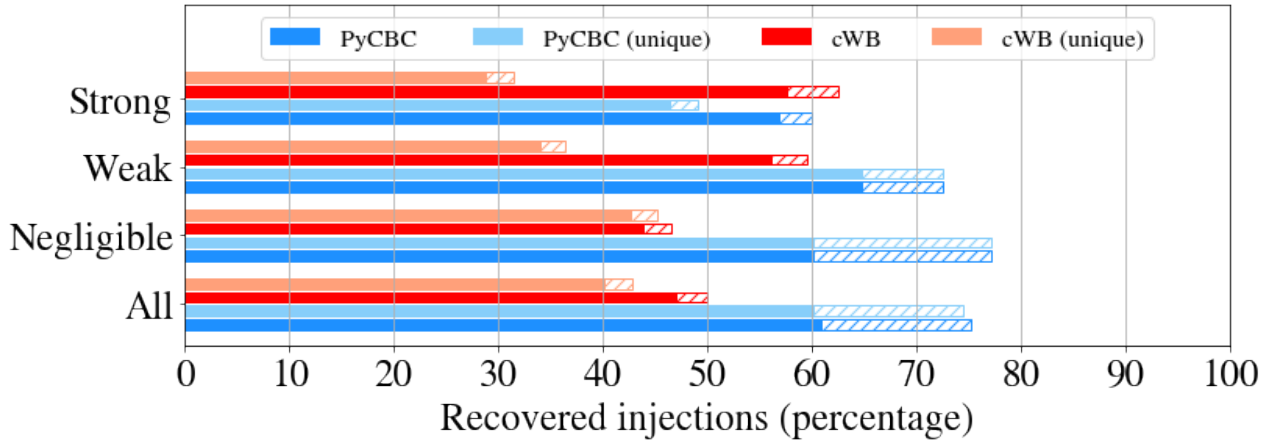 PyCBC PyCBC (unique) cWB cWB (unique)
Strong
Weak
Negligible
All
0 10 20 30 40 50 60 70 80 90 100
Recovered injections (percentage)